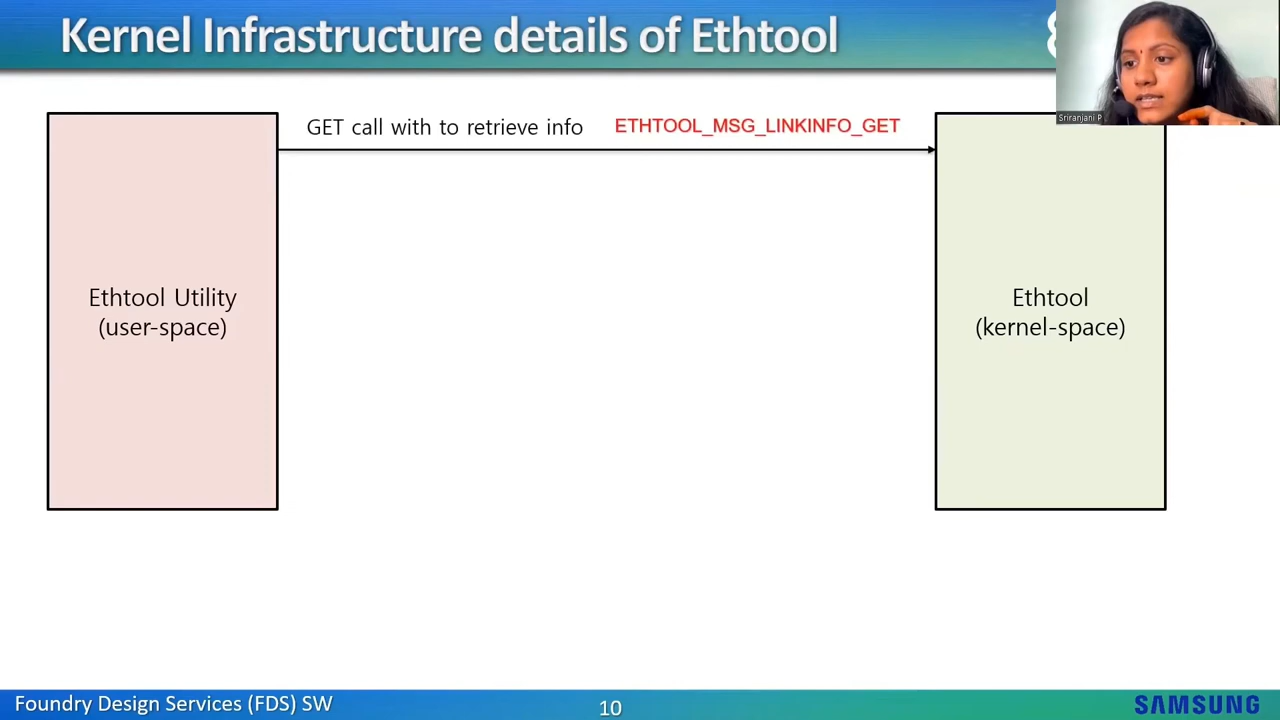 Kernel Infrastructure details of Ethtool
Sriranjani P
GET call with to retrieve info ETHTOOL_MSG_LINKINFO_GET
Ethtool Utility
(user-space)
Ethtool
(kernel-space)
Foundry Design Services (FDS) SW
10
SAMSUNG